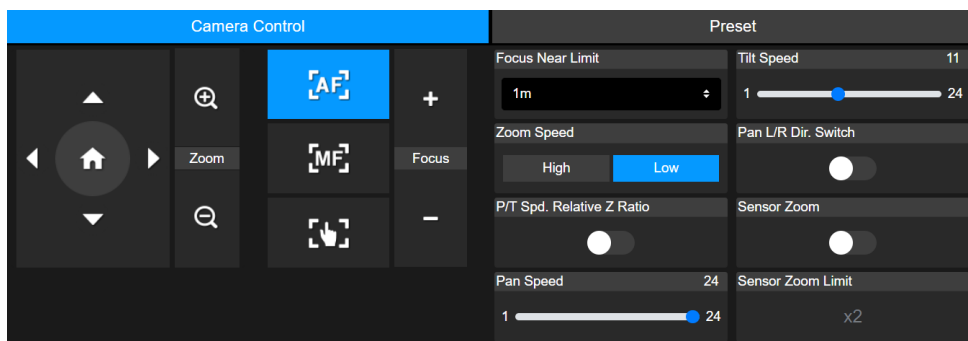 Camera Control
Preset
AF
MF
Zoom
Focus
+
−
Focus Near Limit
1m
Tilt Speed 11
1 24
Zoom Speed
High Low
Pan L/R Dir. Switch
P/T Spd. Relative Z Ratio
Sensor Zoom
Pan Speed 24
1 24
Sensor Zoom Limit
x2